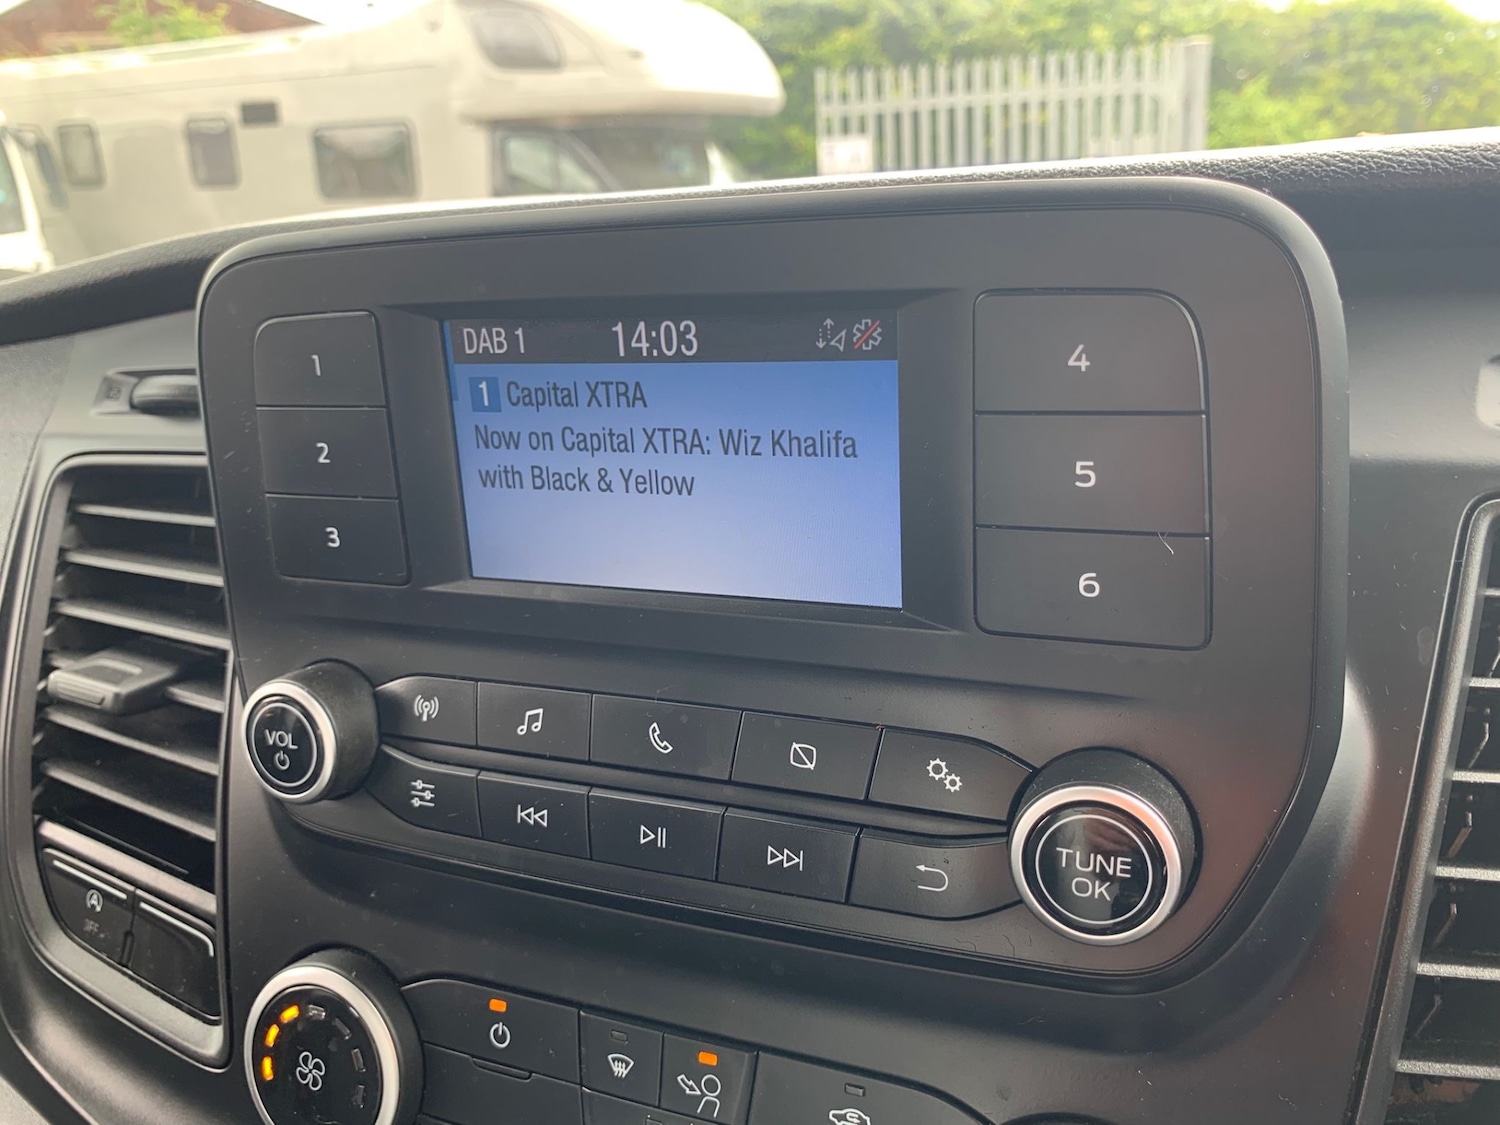 DAB 1 14:03
1 Capital XTRA
Now on Capital XTRA: Wiz Khalifa
with Black & Yellow
1
2
3
4
5
6
VOL
TUNE
OK
A
OFF